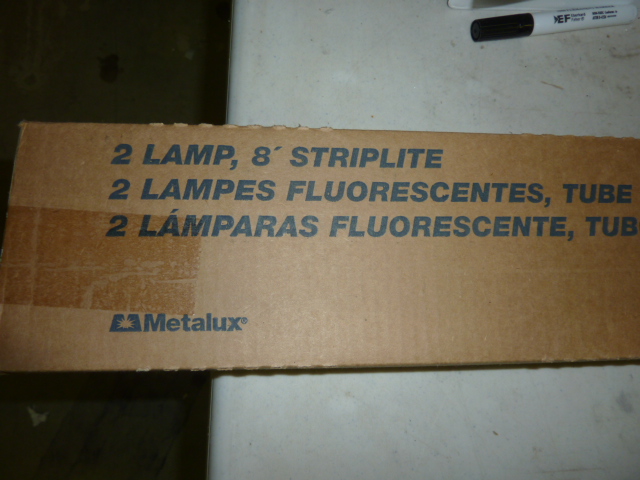 2 LAMP, 8´ STRIPLITE
2 LAMPES FLUORESCENTES, TUBE
2 LÁMPARAS FLUORESCENTE, TUB
Metalux®